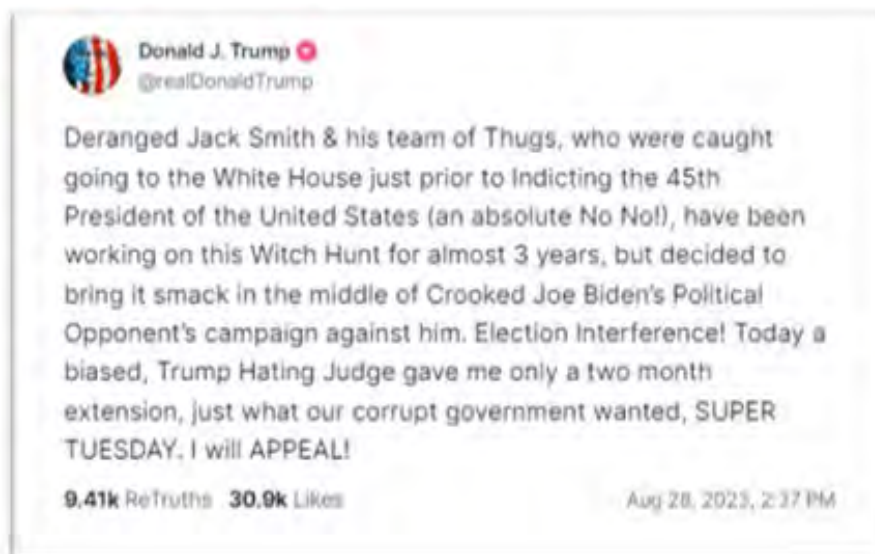 Donald J. Trump
@realDonaldTrump
Deranged Jack Smith & his team of Thugs, who were caught
going to the White House just prior to Indicting the 45th
President of the United States (an absolute No No!), have been
working on this Witch Hunt for almost 3 years, but decided to
bring it smack in the middle of Crooked Joe Biden's Political
Opponent's campaign against him. Election Interference! Today a
biased, Trump Hating Judge gave me only a two month
extension, just what our corrupt government wanted, SUPER
TUESDAY. I will APPEAL!
9.41k ReTruths 30.9k Likes Aug 28, 2023, 2:37 PM